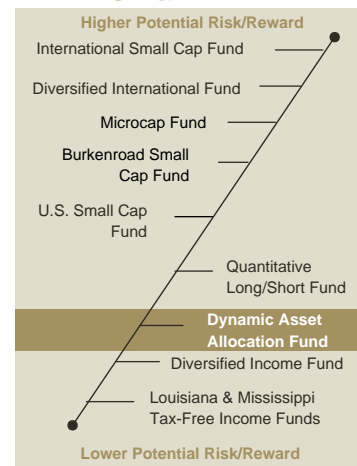 Higher Potential Risk/Reward
International Small Cap Fund
Diversified International Fund
Microcap Fund
Burkenroad Small
Cap Fund
U.S. Small Cap
Fund
Quantitative
Long/Short Fund
Dynamic Asset
Allocation Fund
Diversified Income Fund
Louisiana & Mississippi
Tax-Free Income Funds
Lower Potential Risk/Reward